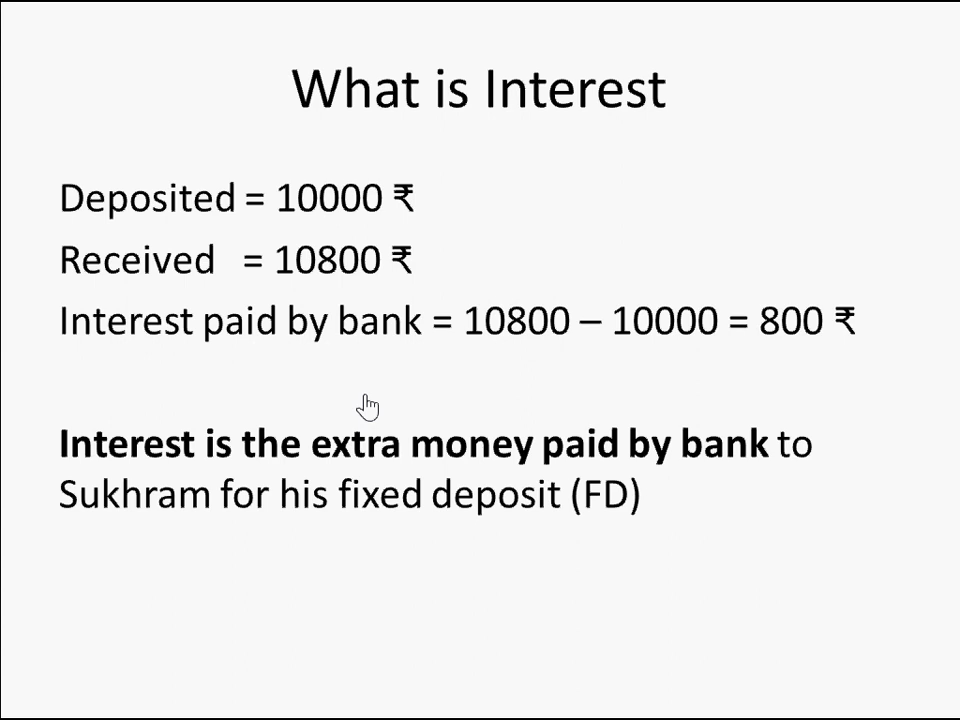 What is Interest
Deposited = 10000 ₹
Received = 10800 ₹
Interest paid by bank = 10800 – 10000 = 800 ₹
Interest is the extra money paid by bank to
Sukhram for his fixed deposit (FD)